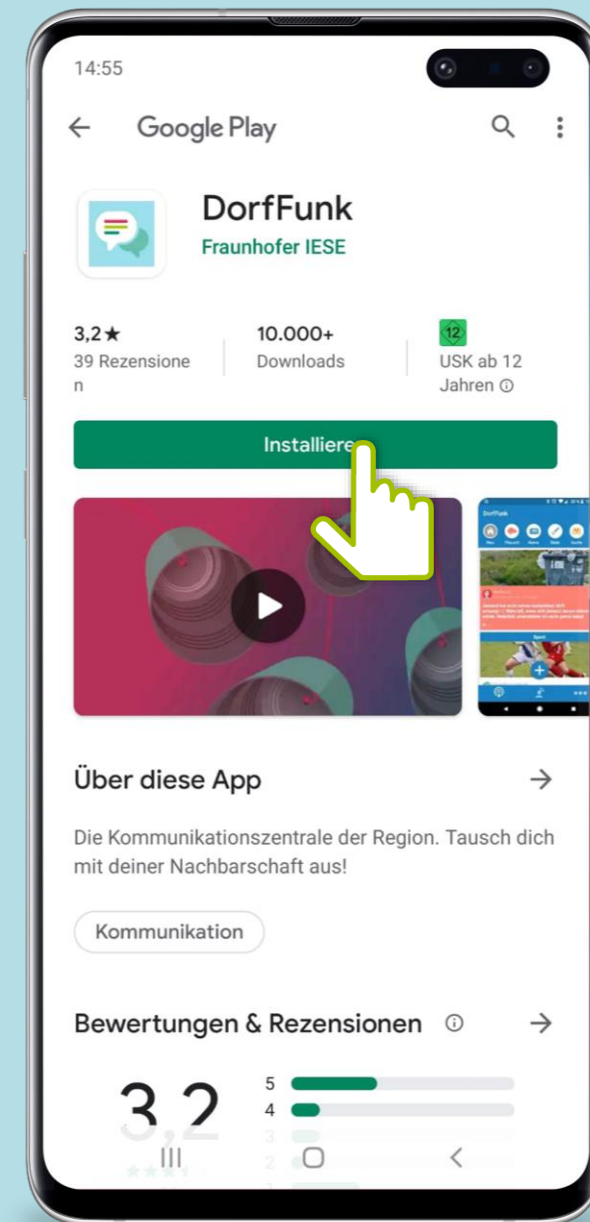 14:55
Google Play
DorfFunk
Fraunhofer IESE
3,2★
39 Rezensione
n
10.000+
Downloads
12
USK ab 12
Jahren
Installiere
DorfFunk
Über diese App
Die Kommunikationszentrale der Region. Tausch dich
mit deiner Nachbarschaft aus!
Kommunikation
Bewertungen & Rezensionen
3,2
5
4
3
2
1